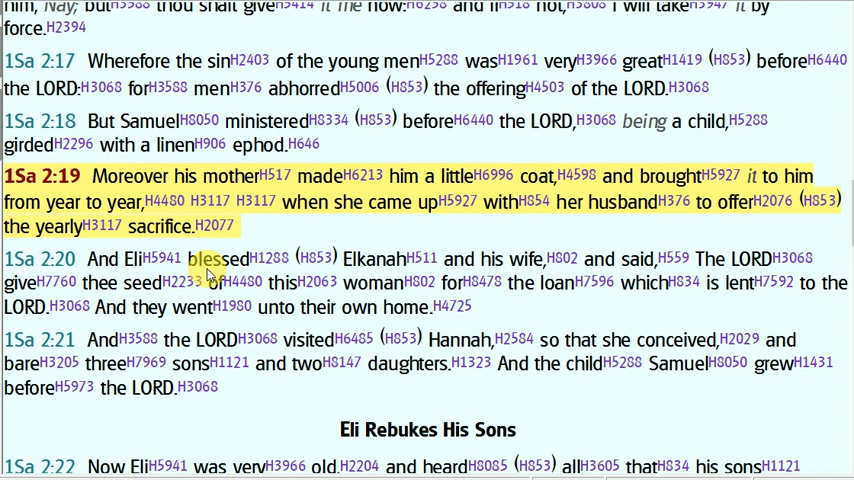 him, Nay; butH3588 thou shalt giveH5414 it me now:H6258 and ifH518 not,H3808 I will takeH3947 it by
force.H2394
1Sa 2:17 Wherefore the sinH2403 of the young menH5288 wasH1961 veryH3966 greatH1419 (H853) beforeH6440
the LORD:H3068 forH3588 menH376 abhorredH5006 (H853) the offeringH4503 of the LORD.H3068
1Sa 2:18 But SamuelH8050 ministeredH8334 (H853) beforeH6440 the LORD,H3068 being a child,H5288
girdedH2296 with a linenH906 ephod.H646
1Sa 2:19 Moreover his motherH517 madeH6213 him a littleH6996 coat,H4598 and broughtH5927 it to him
from year to year,H4480 H3117 H3117 when she came upH5927 withH854 her husbandH376 to offerH2076 (H853)
the yearlyH3117 sacrifice.H2077
1Sa 2:20 And EliH5941 blessedH1288 (H853) ElkanahH511 and his wife,H802 and said,H559 The LORDH3068
giveH7760 thee seedH2233 ofH4480 thisH2063 womanH802 forH8478 the loanH7596 whichH834 is lentH7592 to the
LORD.H3068 And they wentH1980 unto their own home.H4725
1Sa 2:21 AndH3588 the LORDH3068 visitedH6485 (H853) Hannah,H2584 so that she conceived,H2029 and
bareH3205 threeH7969 sonsH1121 and twoH8147 daughters.H1323 And the childH5288 SamuelH8050 grewH1431
beforeH5973 the LORD.H3068
Eli Rebukes His Sons
1Sa 2:22 Now EliH5941 was veryH3966 old,H2204 and heardH8085 (H853) allH3605 thatH834 his sonsH1121